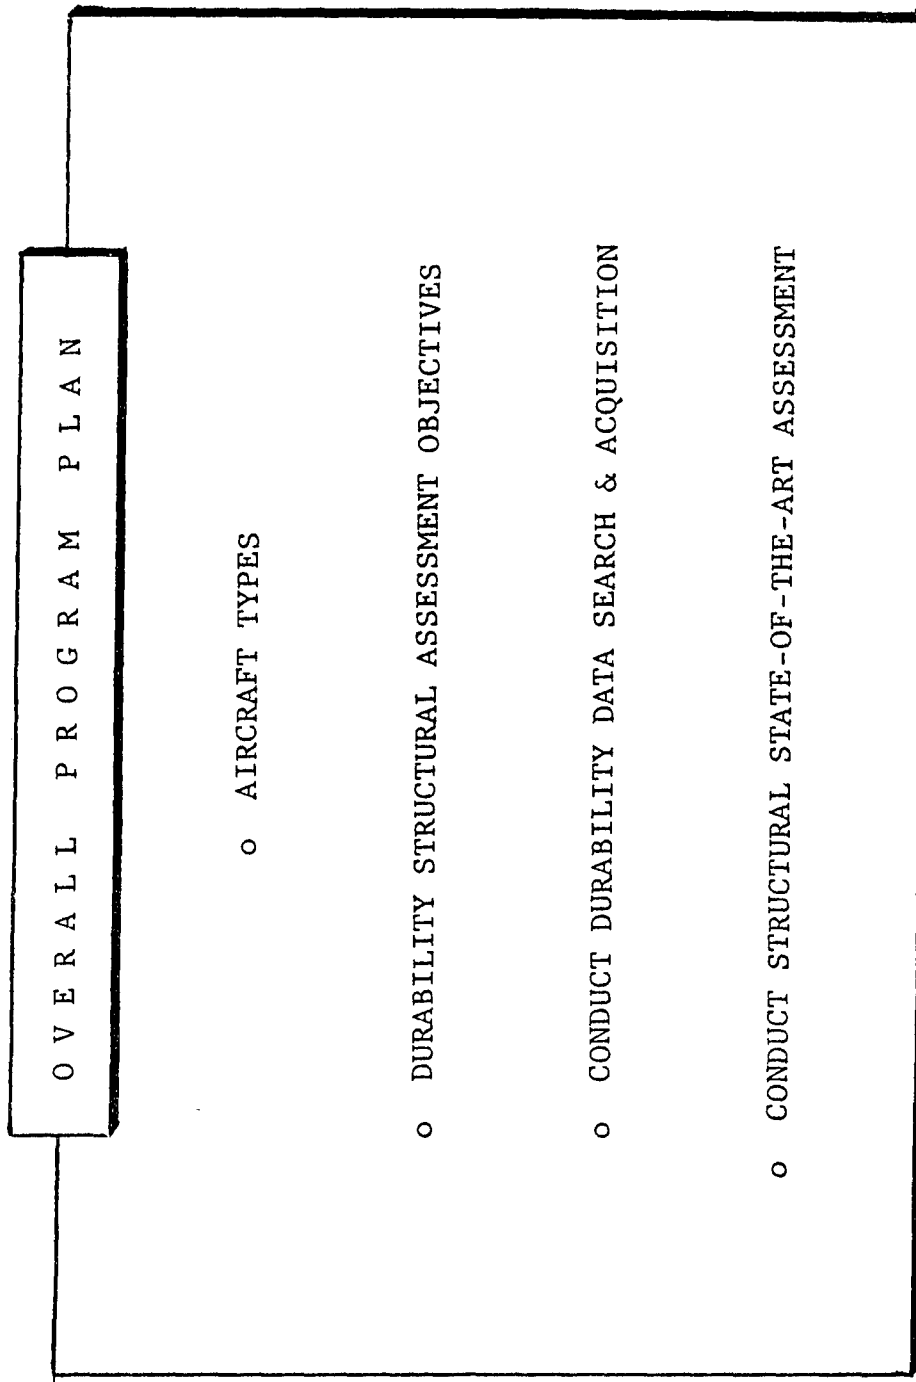 OVERALL PROGRAM PLAN
o AIRCRAFT TYPES
o DURABILITY STRUCTURAL ASSESSMENT OBJECTIVES
o CONDUCT DURABILITY DATA SEARCH & ACQUISITION
o CONDUCT STRUCTURAL STATE-OF-THE-ART ASSESSMENT